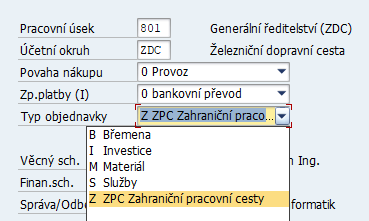 Pracovní úsek 801 Generální ředitelství (ZDC)
Účetní okruh ZDC Železniční dopravní cesta
Povaha nákupu 0 Provoz
Zp.platby (I) 0 bankovní převod
Typ objednavky Z ZPC Zahraniční praco...
B Břemena
I Investice
M Materiál
S Služby
Z ZPC Zahraniční pracovní cesty
Věcný sch. Ing.
Finan.sch.
Správa/Odbo